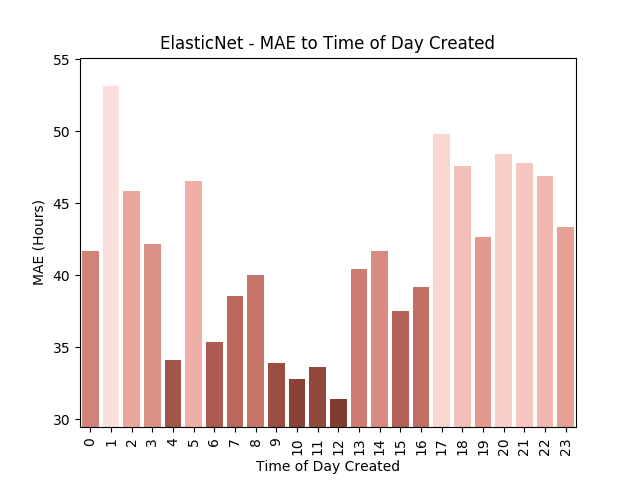 ElasticNet - MAE to Time of Day Created
MAE (Hours)
55
50
45
40
35
30
0 1 2 3 4 5 6 7 8 9 10 11 12 13 14 15 16 17 18 19 20 21 22 23
Time of Day Created